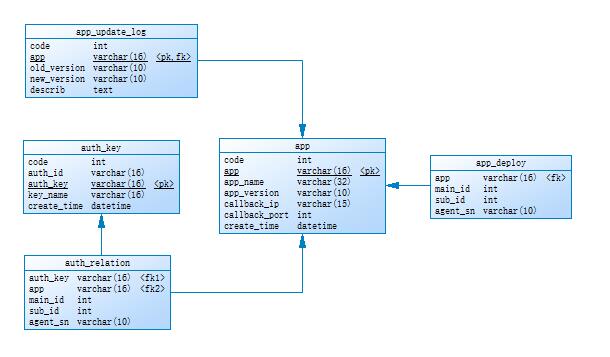 app_update_log
code int
app varchar(16) <pk,fk>
old_version varchar(10)
new_version varchar(10)
describ text
auth_key
code int
auth_id varchar(16)
auth_key varchar(16) <pk>
key_name varchar(16)
create_time datetime
app
code int
app varchar(16) <pk>
app_name varchar(32)
app_version varchar(10)
callback_ip varchar(15)
callback_port int
create_time datetime
app_deploy
app varchar(16) <fk>
main_id int
sub_id int
agent_sn varchar(10)
auth_relation
auth_key varchar(16) <fk1>
app varchar(16) <fk2>
main_id int
sub_id int
agent_sn varchar(10)